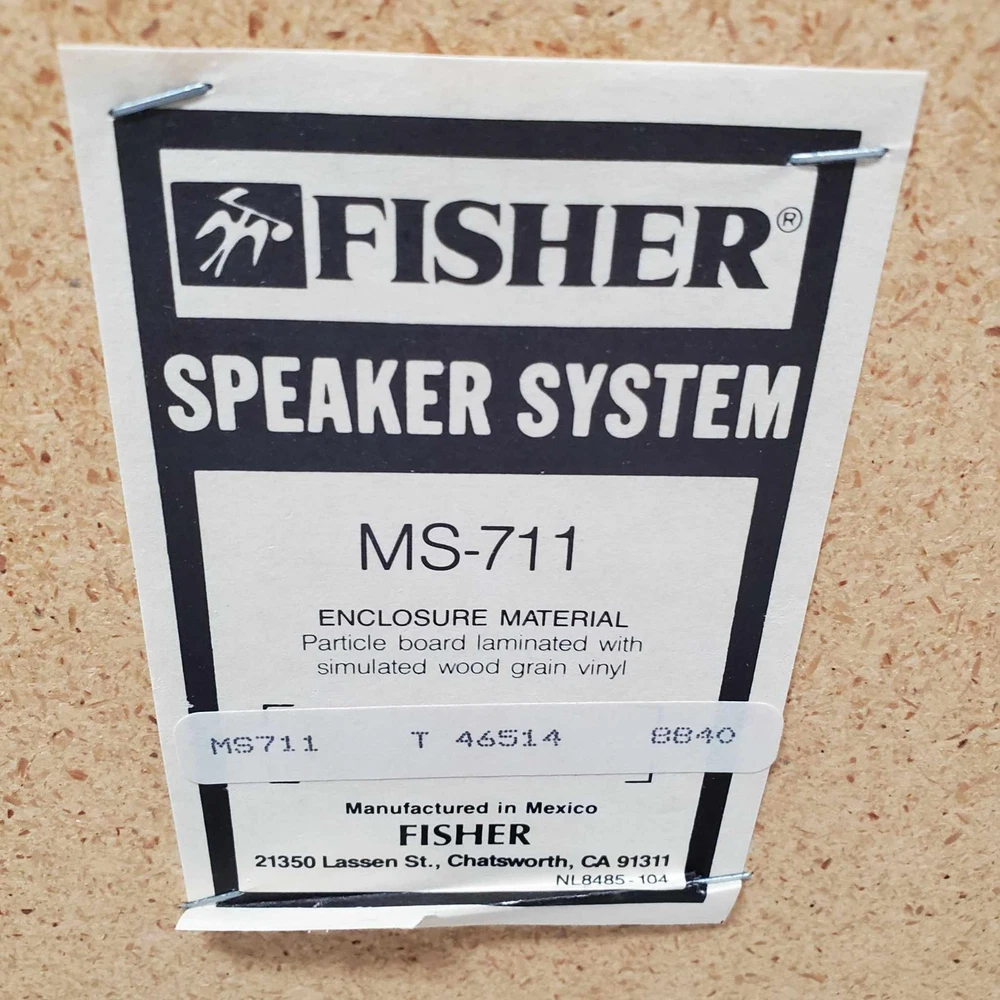 FISHER®
SPEAKER SYSTEM
MS-711
ENCLOSURE MATERIAL
Particle board laminated with
simulated wood grain vinyl
MS711 T 46514 8840
Manufactured in Mexico
FISHER
21350 Lassen St., Chatsworth, CA 91311
NL8485-104